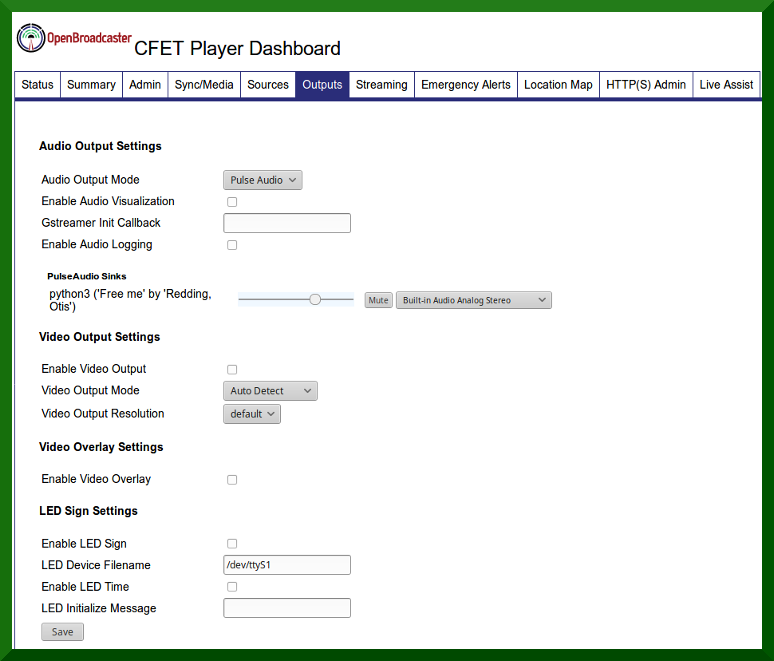 OpenBroadcaster
CFET Player Dashboard
Status Summary Admin Sync/Media Sources Outputs Streaming Emergency Alerts Location Map HTTP(S) Admin Live Assist
Audio Output Settings
Audio Output Mode Pulse Audio
Enable Audio Visualization
Gstreamer Init Callback
Enable Audio Logging
PulseAudio Sinks
python3 ('Free me' by 'Redding,
Otis')
Mute Built-in Audio Analog Stereo
Video Output Settings
Enable Video Output
Video Output Mode Auto Detect
Video Output Resolution default
Video Overlay Settings
Enable Video Overlay
LED Sign Settings
Enable LED Sign
LED Device Filename /dev/ttyS1
Enable LED Time
LED Initialize Message
Save